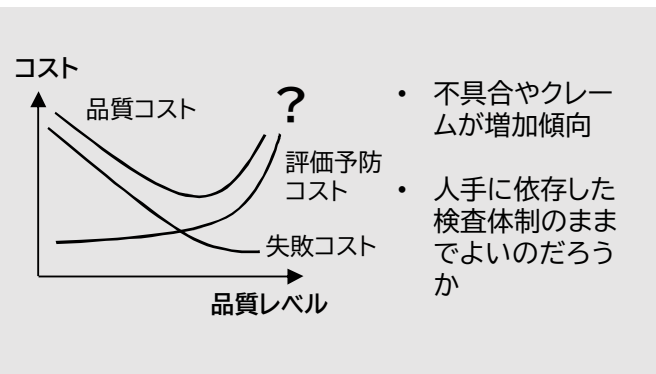 コスト
品質コスト
?
評価予防
コスト
失敗コスト
品質レベル
• 不具合やクレー
ムが増加傾向
• 人手に依存した
検査体制のまま
でよいのだろう
か